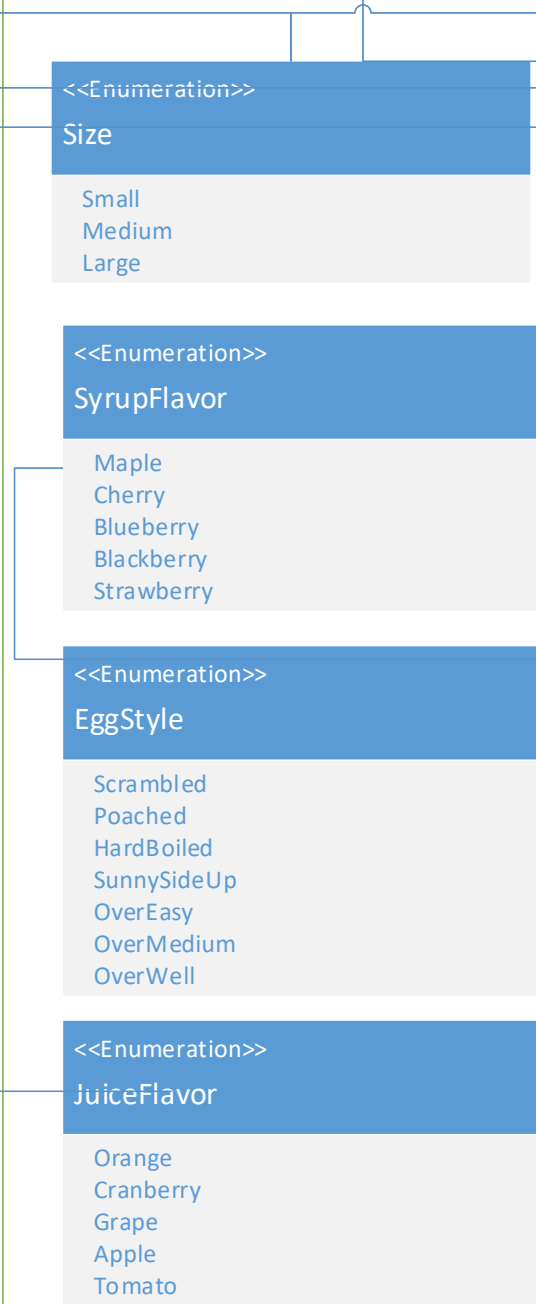 <<Enumeration>>
Size
Small
Medium
Large
<<Enumeration>>
SyrupFlavor
Maple
Cherry
Blueberry
Blackberry
Strawberry
<<Enumeration>>
EggStyle
Scrambled
Poached
HardBoiled
SunnySideUp
OverEasy
OverMedium
OverWell
<<Enumeration>>
JuiceFlavor
Orange
Cranberry
Grape
Apple
Tomato